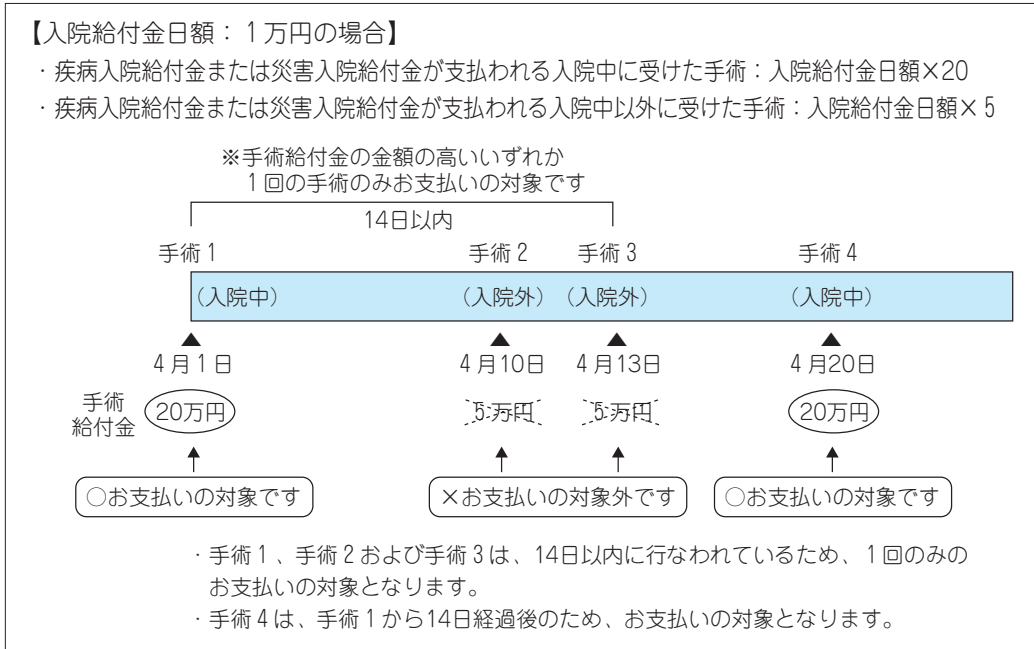 【入院給付金日額：1万円の場合】
・疾病入院給付金または災害入院給付金が支払われる入院中に受けた手術：入院給付金日額×20
・疾病入院給付金または災害入院給付金が支払われる入院中以外に受けた手術：入院給付金日額×5
※手術給付金の金額の高いいずれか
1回の手術のみお支払いの対象です
14日以内
手術1 手術2 手術3 手術4
（入院中） （入院外） （入院外） （入院中）
4月1日 4月10日 4月13日 4月20日
手術
給付金
20万円 5万円 5万円 20万円
○お支払いの対象です ×お支払いの対象外です ○お支払いの対象です
・手術1、手術2および手術3は、14日以内に行なわれているため、1回のみの
お支払いの対象となります。
・手術4は、手術1から14日経過後のため、お支払いの対象となります。